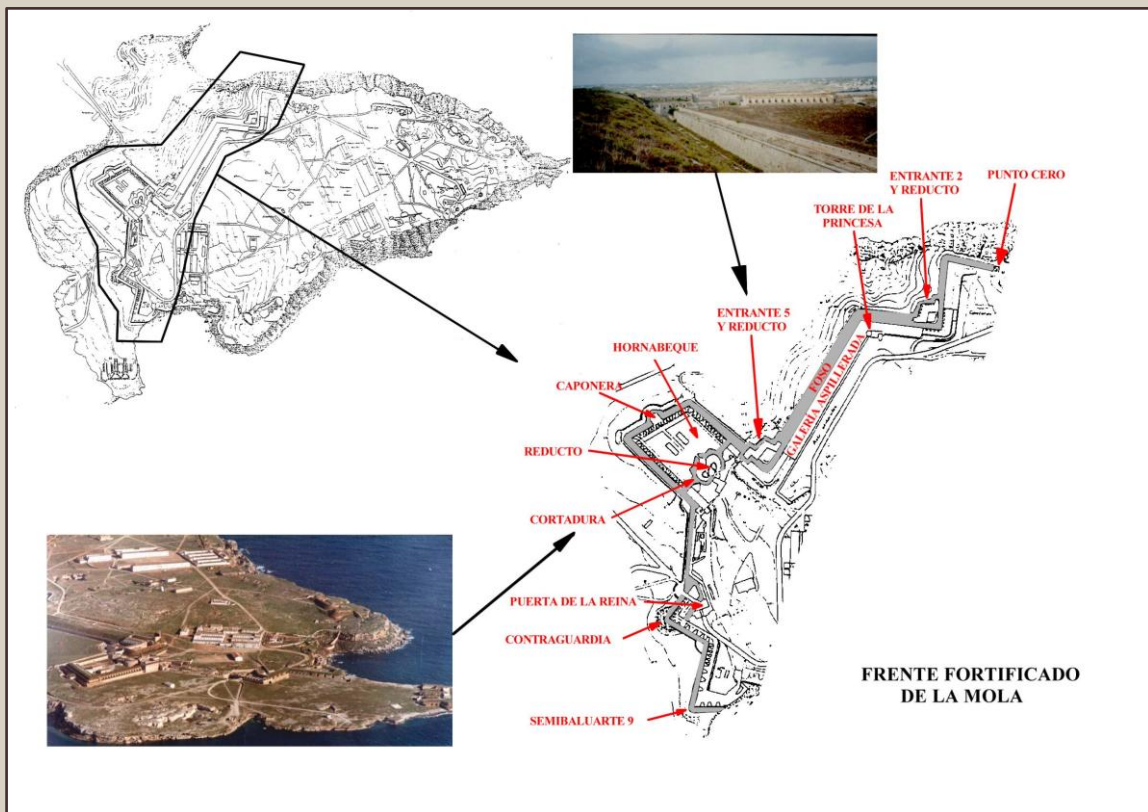 ENTRANTE 2
Y REDUCTO
PUNTO CERO
TORRE DE LA
PRINCESA
ENTRANTE 5
Y REDUCTO
HORNABEQUE
CAPONERA
FOSO
GALERIA ASPILLERADA
REDUCTO
CORTADURA
PUERTA DE LA REINA
CONTRAGUARDIA
SEMIBALUARTE 9
FRENTE FORTIFICADO
DE LA MOLA